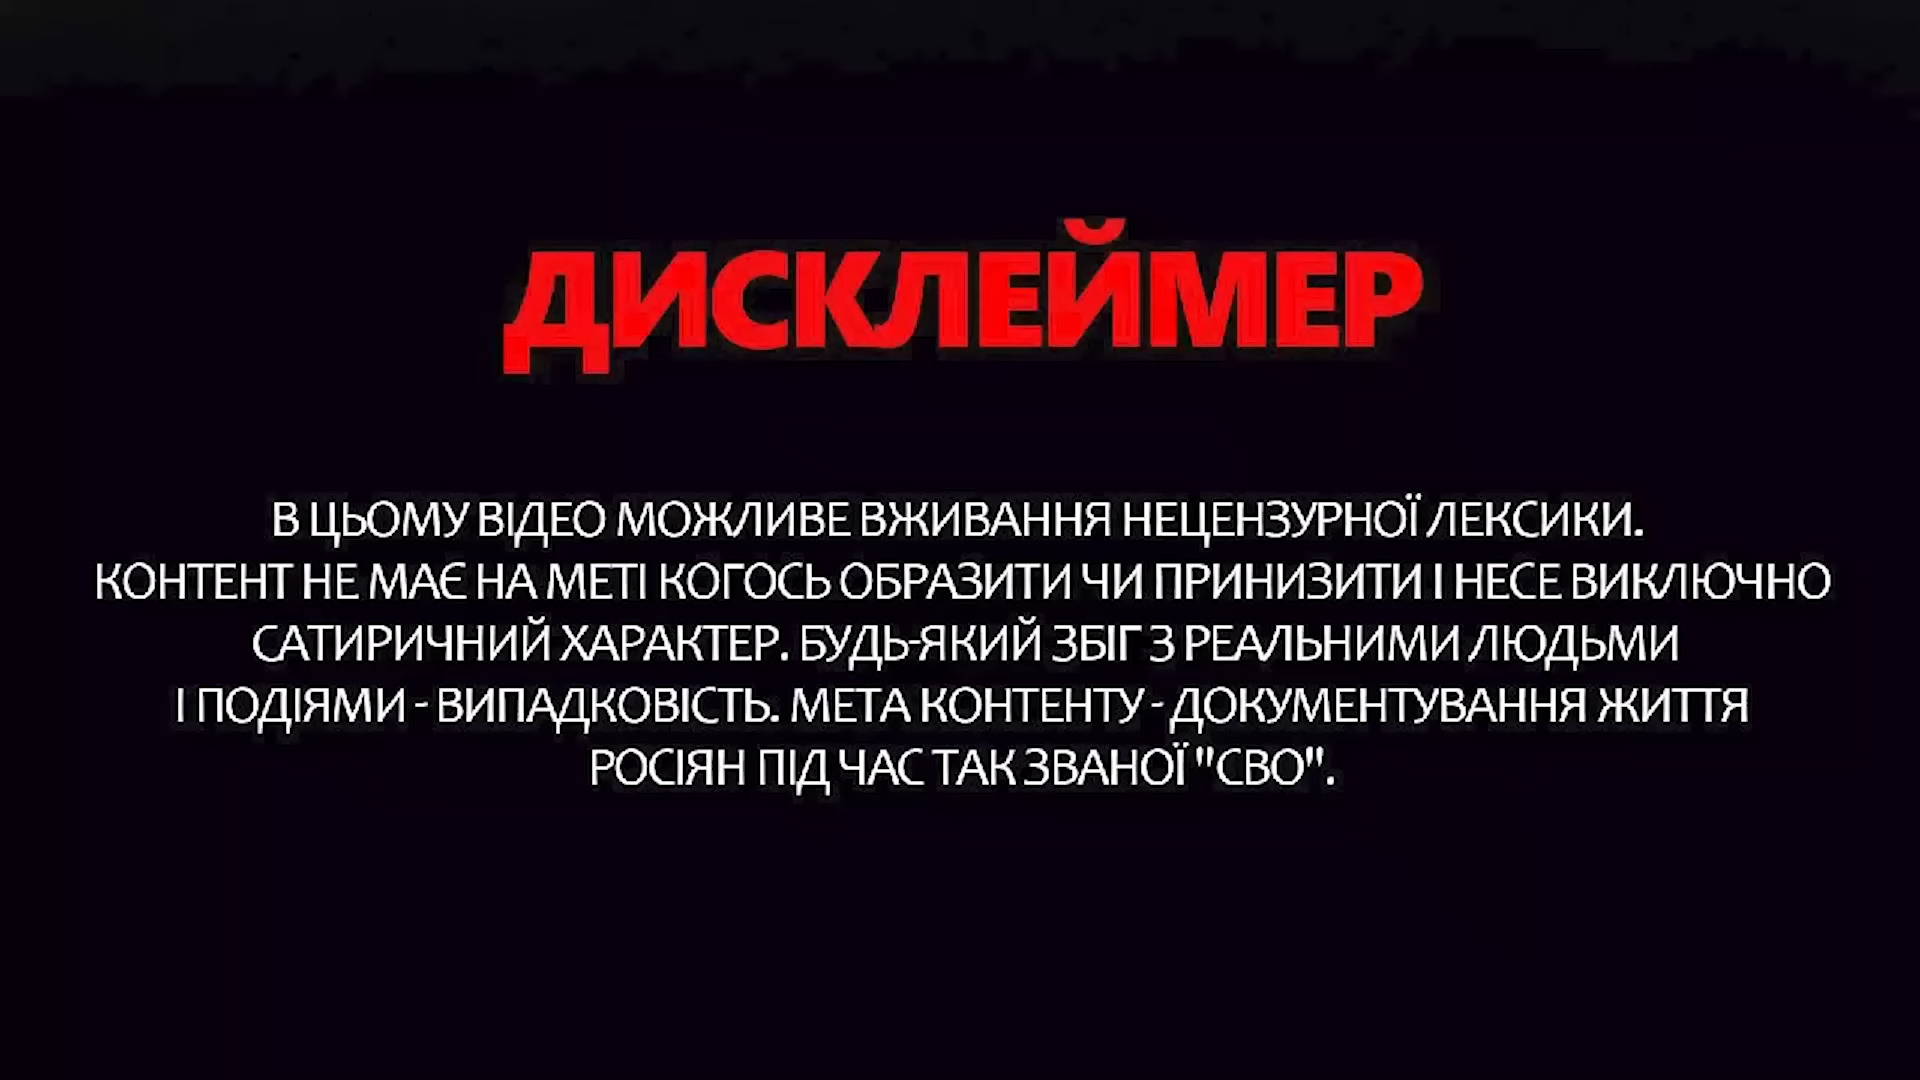 ДИСКЛЕЙМЕР
В ЦЬОМУ ВІДЕО МОЖЛИВЕ ВЖИВАННЯ НЕЦЕНЗУРНОЇ ЛЕКСИКИ.
КОНТЕНТ НЕ МАЄ НА МЕТІ КОГОСЬ ОБРАЗИТИ ЧИ ПРИНИЗИТИ І НЕСЕ ВИКЛЮЧНО
САТИРИЧНИЙ ХАРАКТЕР. БУДЬ-ЯКИЙ ЗБІГ З РЕАЛЬНИМИ ЛЮДЬМИ
І ПОДІЯМИ - ВИПАДКОВІСТЬ. МЕТА КОНТЕНТУ - ДОКУМЕНТУВАННЯ ЖИТТЯ
РОСІЯН ПІД ЧАС ТАК ЗВАНОЇ "СВО".